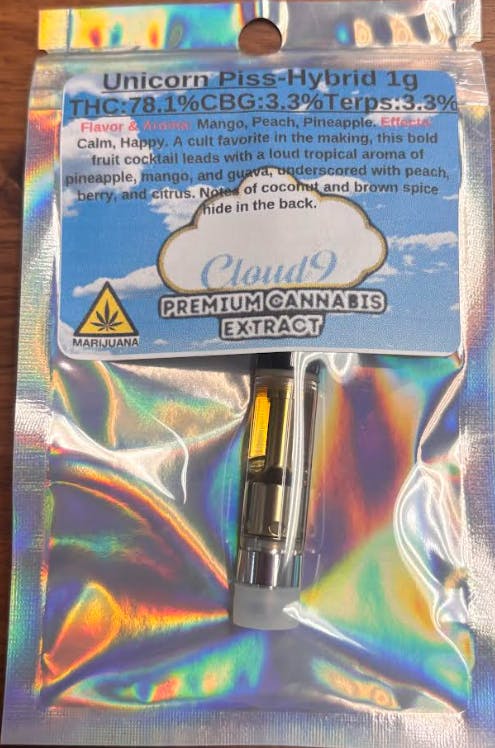 Unicorn Piss-Hybrid 1g
THC:78.1%CBG:3.3%Terps:3.3%
Flavor & Aroma: Mango, Peach, Pineapple. Effects:
Calm, Happy. A cult favorite in the making, this bold
fruit cocktail leads with a loud tropical aroma of
pineapple, mango, and guava, underscored with peach,
berry, and citrus. Notes of coconut and brown spice
hide in the back.
Cloud9
PREMIUM CANNABIS
EXTRACT
MARIJUANA